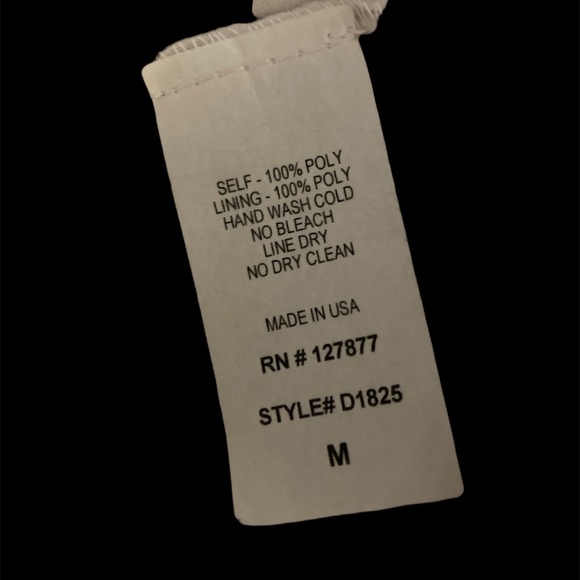 SELF - 100% POLY
LINING - 100% POLY
HAND WASH COLD
NO BLEACH
LINE DRY
NO DRY CLEAN
MADE IN USA
RN # 127877
STYLE# D1825
M